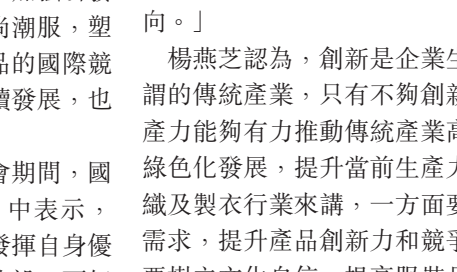 尚潮服，塑
品的國際競
續發展，也
會期間，國
中表示，
發揮自身優
向。」
楊燕芝認為，創新是企業生
謂的傳統產業，只有不夠創新
產力能夠有力推動傳統產業高
綠色化發展，提升當前生產力
織及製衣行業來講，一方面要
需求，提升產品創新力和競爭